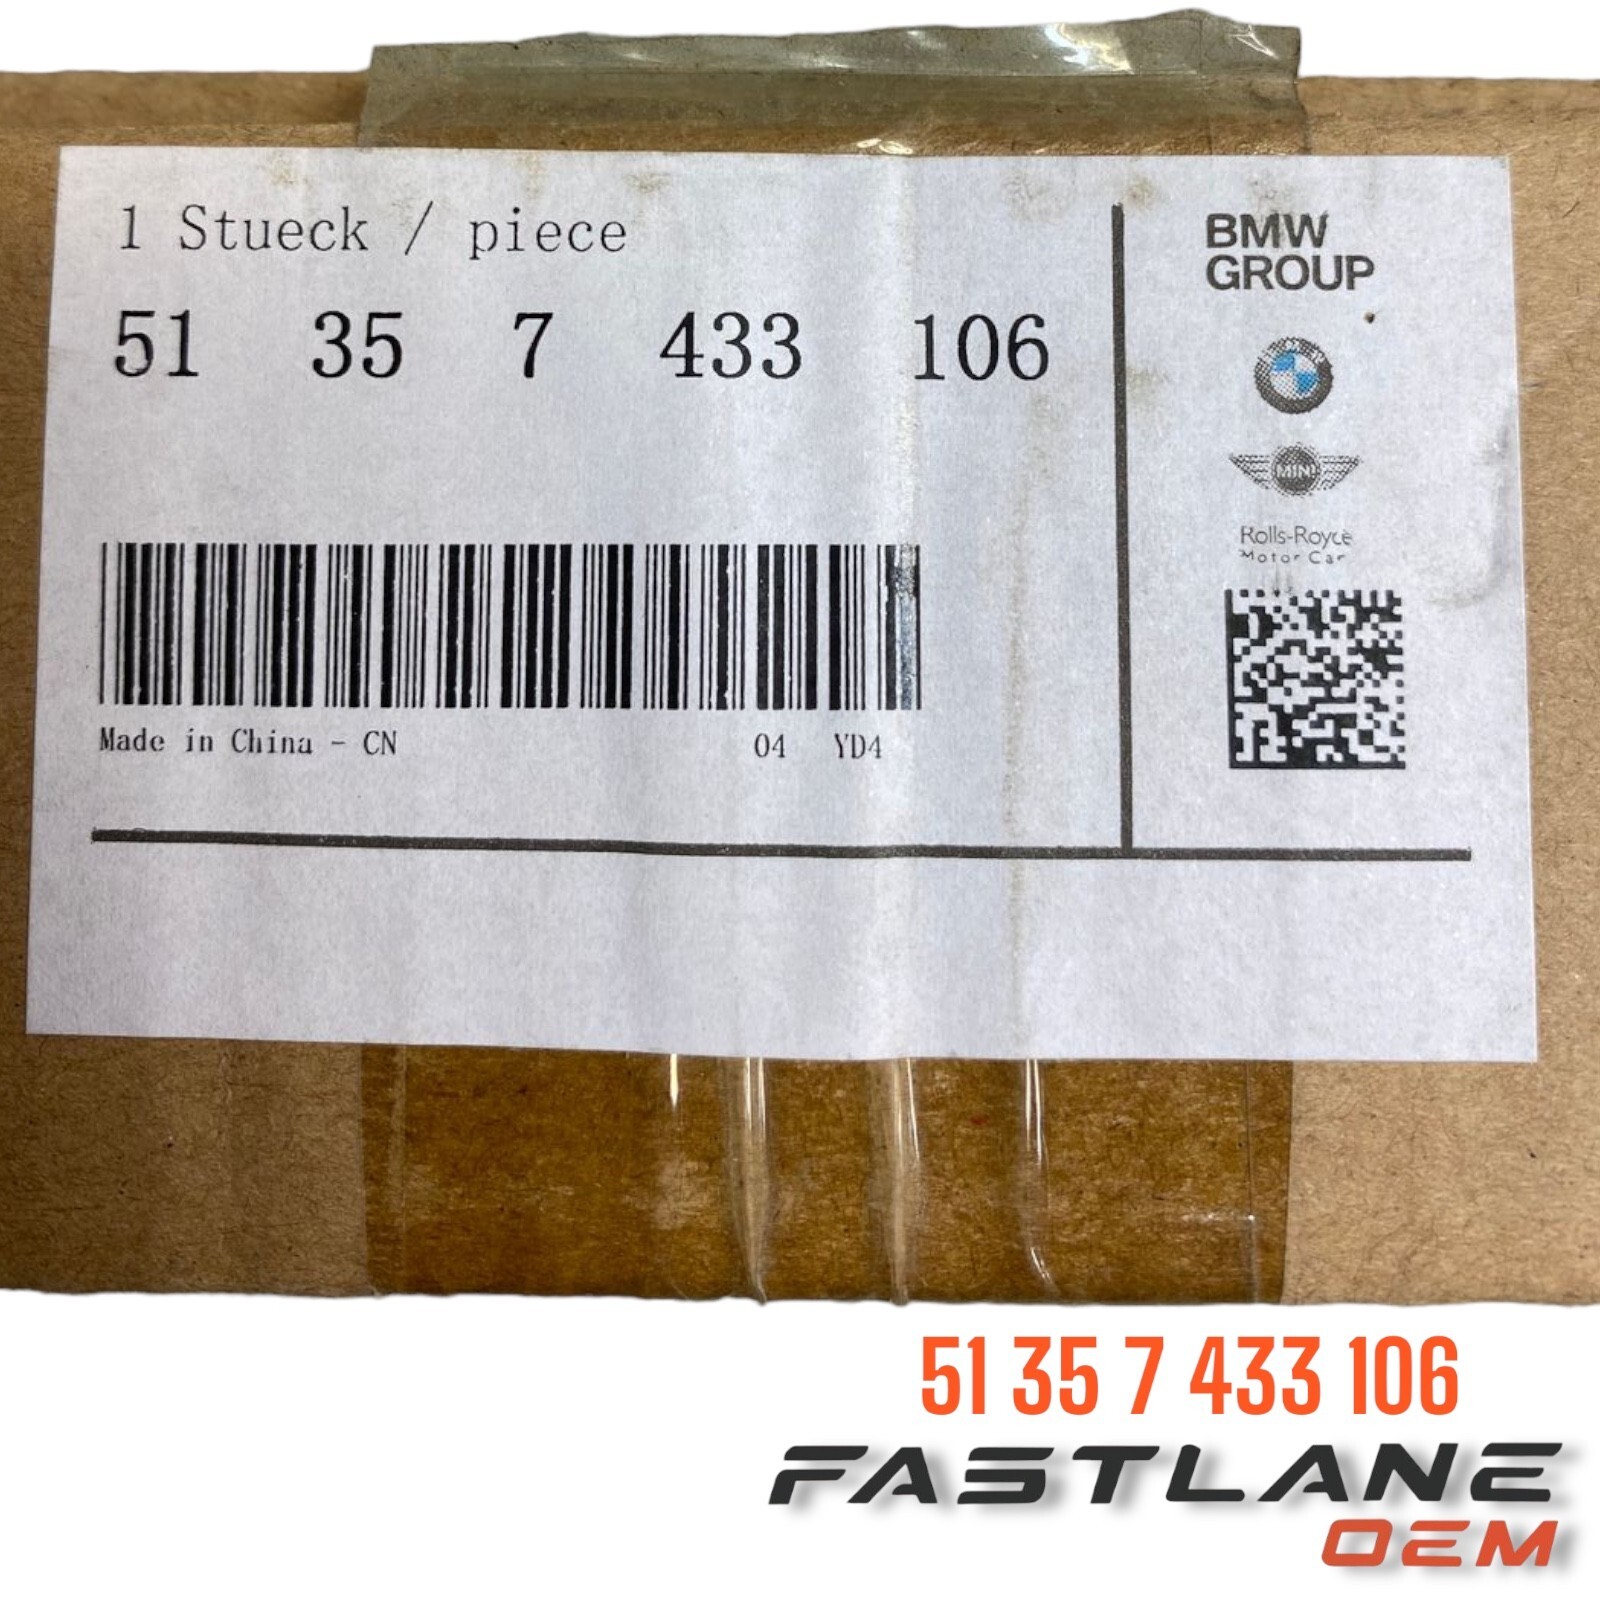 1 Stueck / piece
51 35 7 433 106
Made in China - CN 04 YD4
BMW
GROUP
MINI
Rolls-Royce
Motor Car
51 35 7 433 106
FASTLANE
OEM